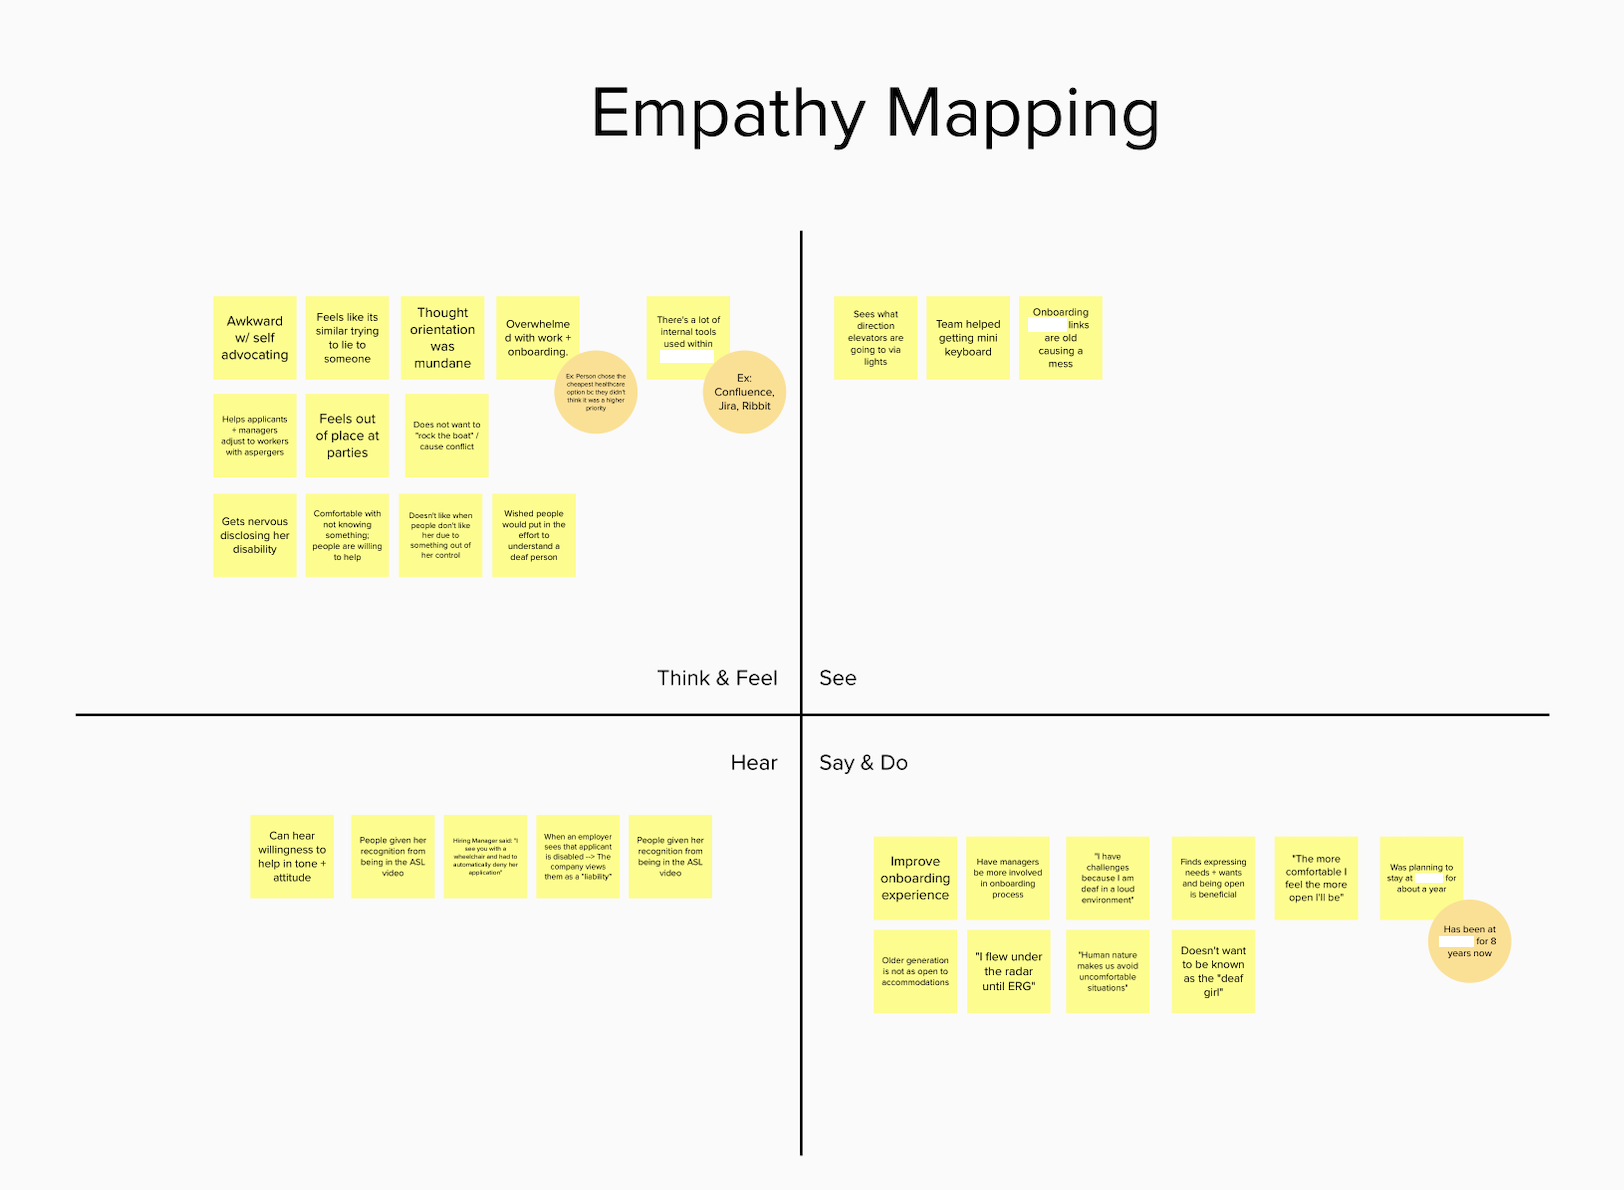 Empathy Mapping
Awkward
w/ self
advocating
Feels like its
similar trying
to lie to
someone
Thought
orientation
was
mundane
Overwhelme
d with work +
onboarding.
Ex: Person chose the
cheapest healthcare
option bc they didn't
think it was a higher
priority
There's a lot of
internal tools
used within
Ex:
Confluence,
Jira, Ribbit
Helps applicants
+ managers
adjust to workers
with aspergers
Feels out
of place at
parties
Does not want to
"rock the boat" /
cause conflict
Gets nervous
disclosing her
disability
Comfortable with
not knowing
something;
people are willing
to help
Doesn't like when
people don't like
her due to
something out of
her control
Wished people
would put in the
effort to
understand a
deaf person
Think & Feel
Sees what
direction
elevators are
going to via
lights
Team helped
getting mini
keyboard
Onboarding
links
are old
causing a
mess
See
Hear
Can hear
willingness to
help in tone +
attitude
People given her
recognition from
being in the ASL
video
Hiring Manager said: "I
see you with a
wheelchair and had to
automatically deny her
application"
When an employer
sees that applicant
is disabled --> The
company views
them as a "liability"
People given her
recognition from
being in the ASL
video
Say & Do
Improve
onboarding
experience
Have managers
be more involved
in onboarding
process
"I have
challenges
because I am
deaf in a loud
environment"
Finds expressing
needs + wants
and being open
is beneficial
"The more
comfortable I
feel the more
open I'll be"
Was planning to
stay at for
about a year
Has been at
for 8
years now
Older generation
is not as open to
accommodations
"I flew under
the radar
until ERG"
"Human nature
makes us avoid
uncomfortable
situations"
Doesn't want
to be known
as the "deaf
girl"